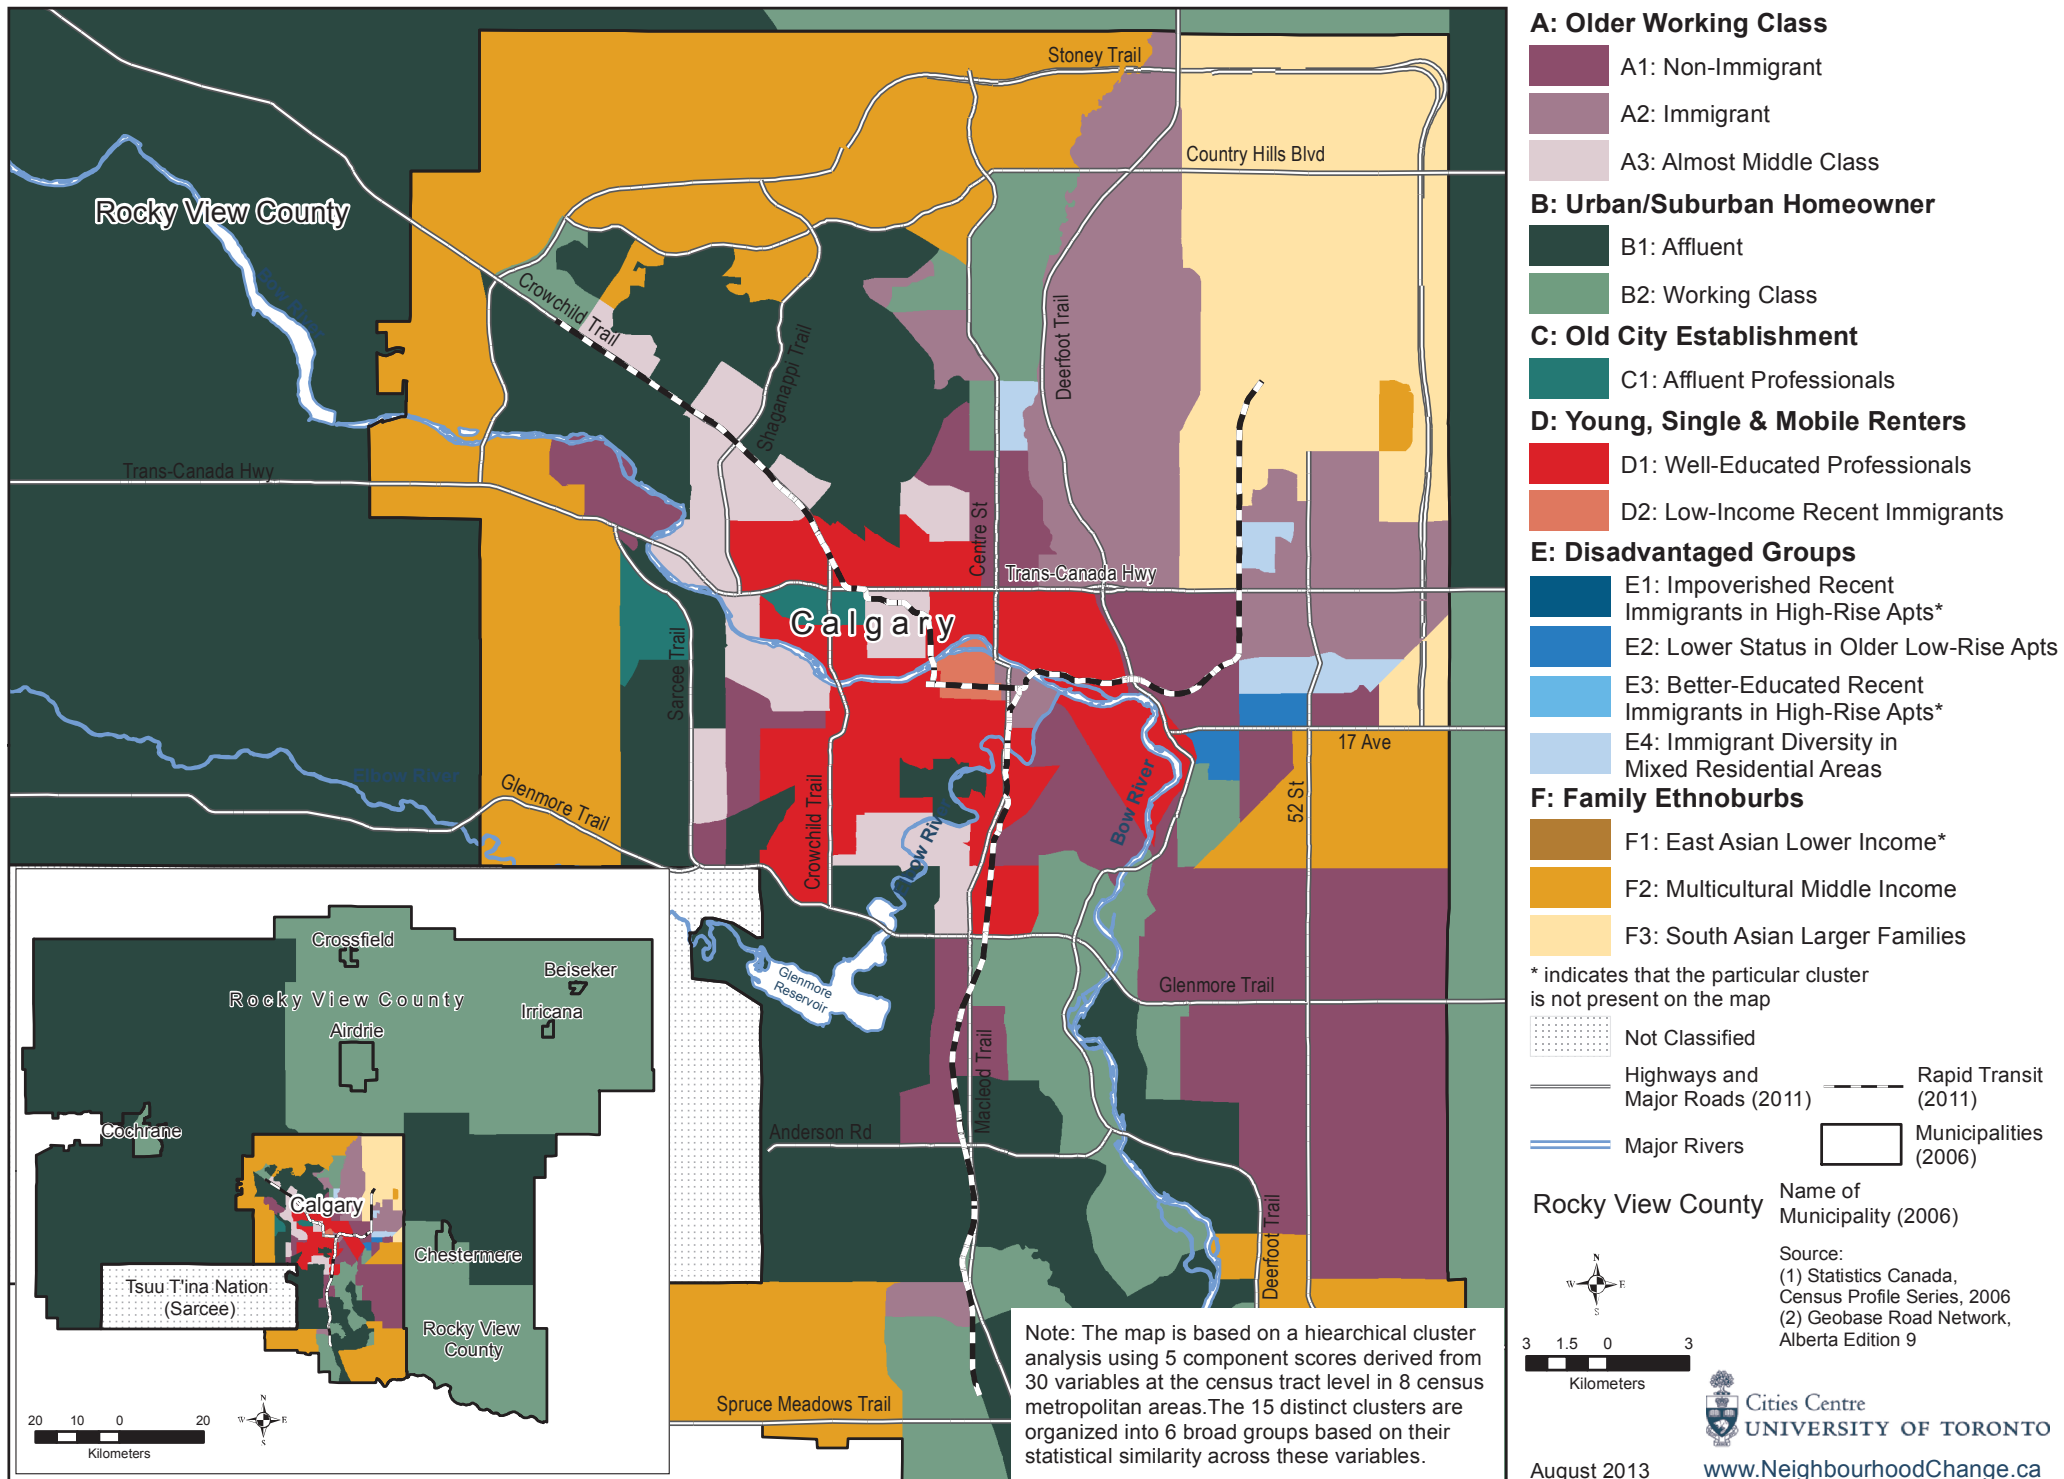 Stoney Trail
Country Hills Blvd
Rocky View County
Bow River
Crowchild Trail
Shaganappi Trail
Deerfoot Trail
Trans-Canada Hwy
Centre St
Trans-Canada Hwy
Calgary
Sarcee Trail
17 Ave
Elbow River
Glenmore Trail
Crowchild Trail
Bow River
52 St
Glenmore
Reservoir
Glenmore Trail
Macleod Trail
Anderson Rd
Deerfoot Trail
Spruce Meadows Trail
Crossfield
Beiseker
Rocky View County
Irricana
Airdrie
Cochrane
Calgary
Chestermere
Tsuu T'ina Nation
(Sarcee)
Rocky View
County
N
W E
S
20 10 0 20
Kilometers
Note: The map is based on a hiearchical cluster
analysis using 5 component scores derived from
30 variables at the census tract level in 8 census
metropolitan areas.The 15 distinct clusters are
organized into 6 broad groups based on their
statistical similarity across these variables.
A: Older Working Class
A1: Non-Immigrant
A2: Immigrant
A3: Almost Middle Class
B: Urban/Suburban Homeowner
B1: Affluent
B2: Working Class
C: Old City Establishment
C1: Affluent Professionals
D: Young, Single & Mobile Renters
D1: Well-Educated Professionals
D2: Low-Income Recent Immigrants
E: Disadvantaged Groups
E1: Impoverished Recent
Immigrants in High-Rise Apts*
E2: Lower Status in Older Low-Rise Apts
E3: Better-Educated Recent
Immigrants in High-Rise Apts*
E4: Immigrant Diversity in
Mixed Residential Areas
F: Family Ethnoburbs
F1: East Asian Lower Income*
F2: Multicultural Middle Income
F3: South Asian Larger Families
* indicates that the particular cluster
is not present on the map
Not Classified
Highways and
Major Roads (2011)
Rapid Transit
(2011)
Major Rivers
Municipalities
(2006)
Rocky View County
Name of
Municipality (2006)
N
W E
S
Source:
(1) Statistics Canada,
Census Profile Series, 2006
(2) Geobase Road Network,
Alberta Edition 9
3 1.5 0 3
Kilometers
Cities Centre
UNIVERSITY OF TORONTO
August 2013
www.NeighbourhoodChange.ca